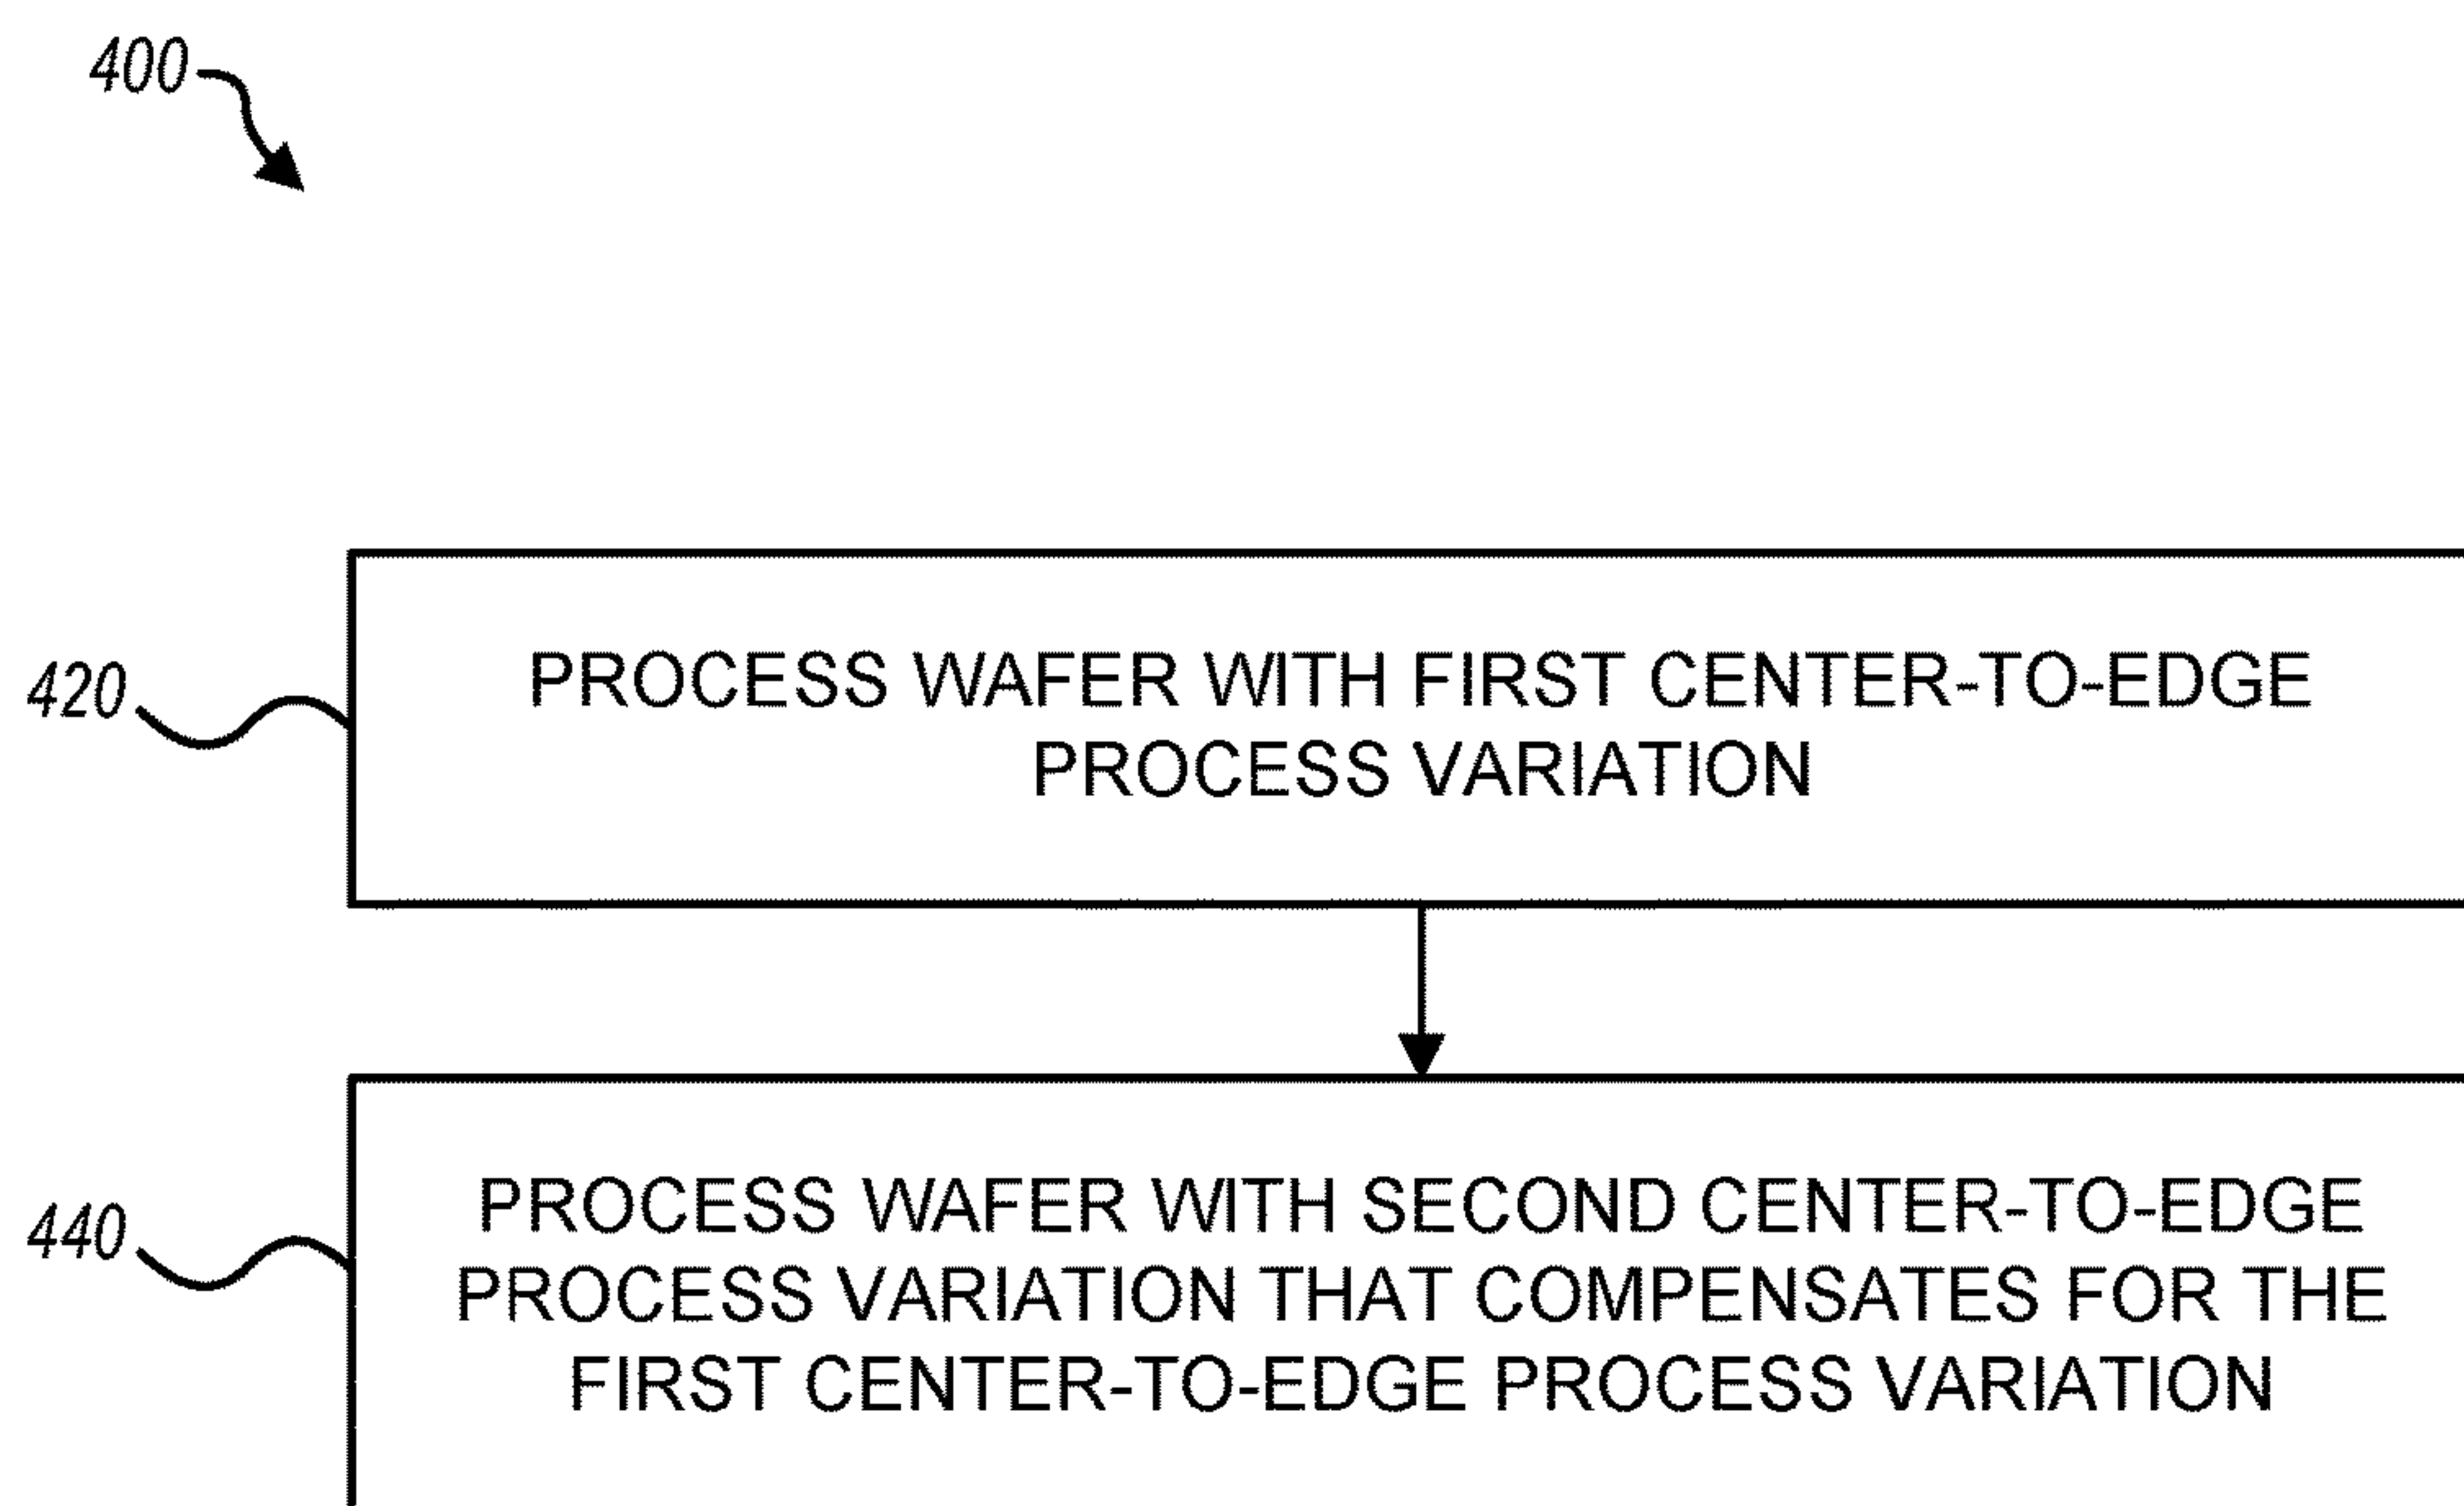 400
420
PROCESS WAFER WITH FIRST CENTER-TO-EDGE
PROCESS VARIATION
440
PROCESS WAFER WITH SECOND CENTER-TO-EDGE
PROCESS VARIATION THAT COMPENSATES FOR THE
FIRST CENTER-TO-EDGE PROCESS VARIATION